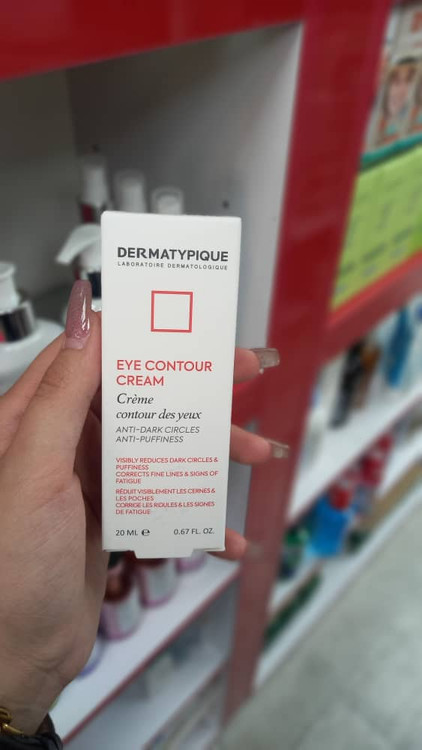 DERMATYPIQUE
LABORATOIRE DERMATOLOGIQUE
EYE CONTOUR
CREAM
Crème
contour des yeux
ANTI-DARK CIRCLES
ANTI-PUFFINESS
VISIBLY REDUCES DARK CIRCLES &
PUFFINESS
CORRECTS FINE LINES & SIGNS OF
FATIGUE
RÉDUIT VISIBLEMENT LES CERNES &
LES POCHES
CORRIGE LES RIDULES & LES SIGNES
DE FATIGUE
20 ML ℮ 0.67 FL. OZ.